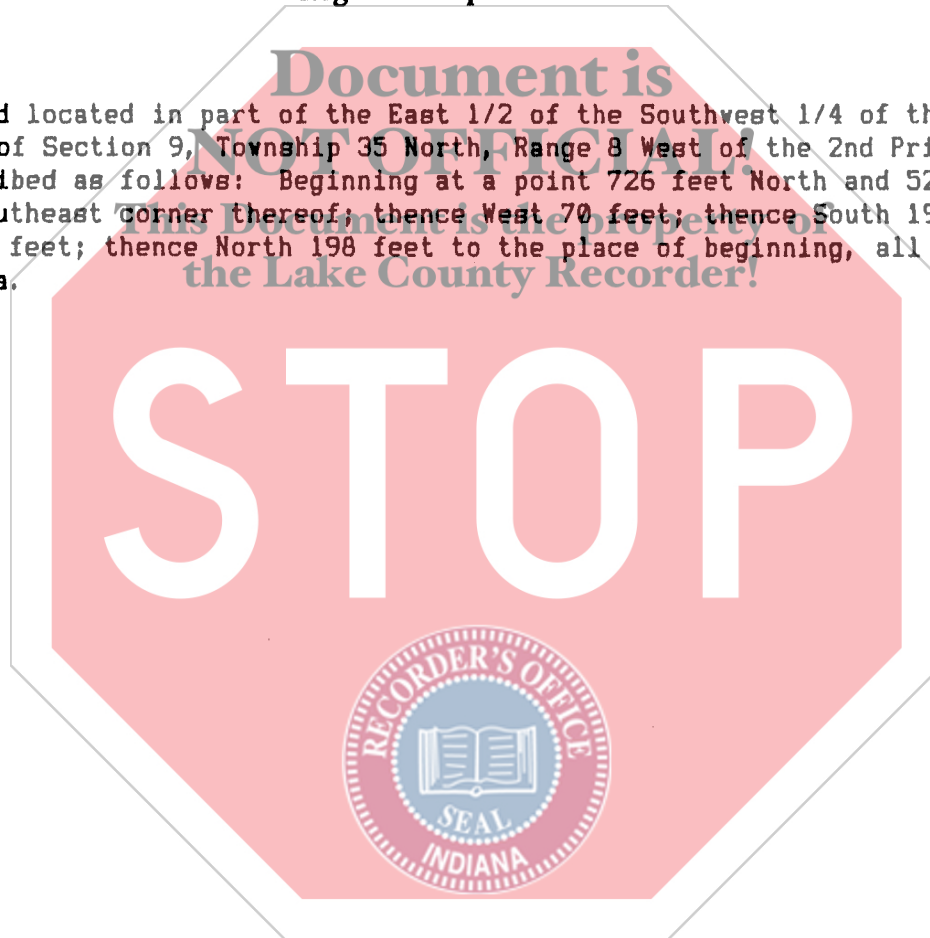 Document is
d located in part of the East 1/2 of the Southwest 1/4 of th
NOT OFFICIAL!
of Section 9, Township 35 North, Range 8 West of the 2nd Pri
ibed as follows: Beginning at a point 726 feet North and 52
utheast corner thereof; thence West 70 feet; thence South 19
This Document is the property of
feet; thence North 198 feet to the place of beginning, all
the Lake County Recorder!
a.
STOP
RECORDER'S OFFICE
SEAL
INDIANA